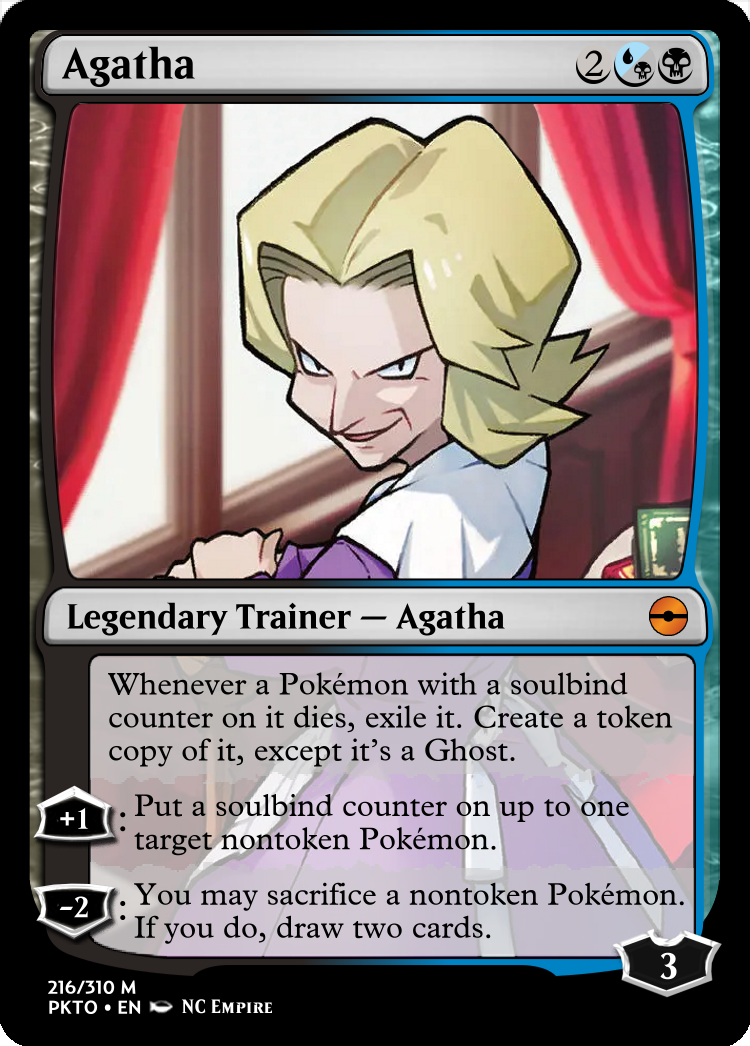 Agatha 2
Legendary Trainer — Agatha
Whenever a Pokémon with a soulbind
counter on it dies, exile it. Create a token
copy of it, except it's a Ghost.
+1 : Put a soulbind counter on up to one
target nontoken Pokémon.
−2 : You may sacrifice a nontoken Pokémon.
If you do, draw two cards.
3
216/310 M
PKTO • EN NC Empire